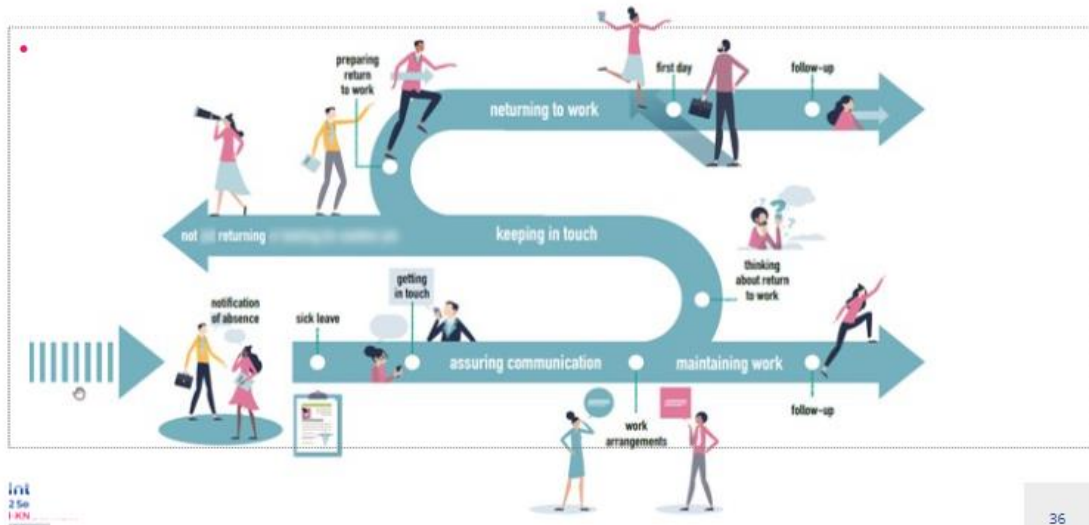 preparing
return
to work
first day
follow-up
neturning to work
not
returning
keeping in touch
thinking
about return
to work
getting
in touch
notification
of absence
sick leave
assuring communication
maintaining work
follow-up
work
arrangements
36